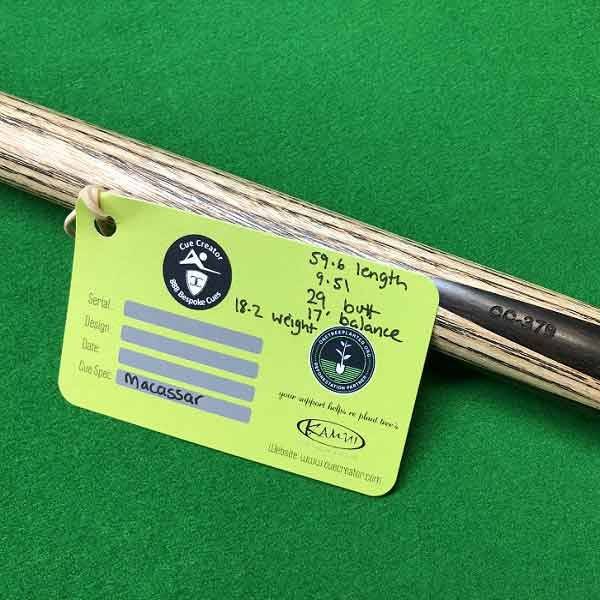 Cue Creator
888 Bespoke Cues
59.6 length
9.51
29 butt
17" balance
18.2 weight
Serial:
Design:
Date:
Cue Spec:
Macassar
ONETREEPLANTED.ORG
REFORESTATION PARTNER
your support helps re plant tree's
KAMUI
Website: www.cuecreator.com
CC-379